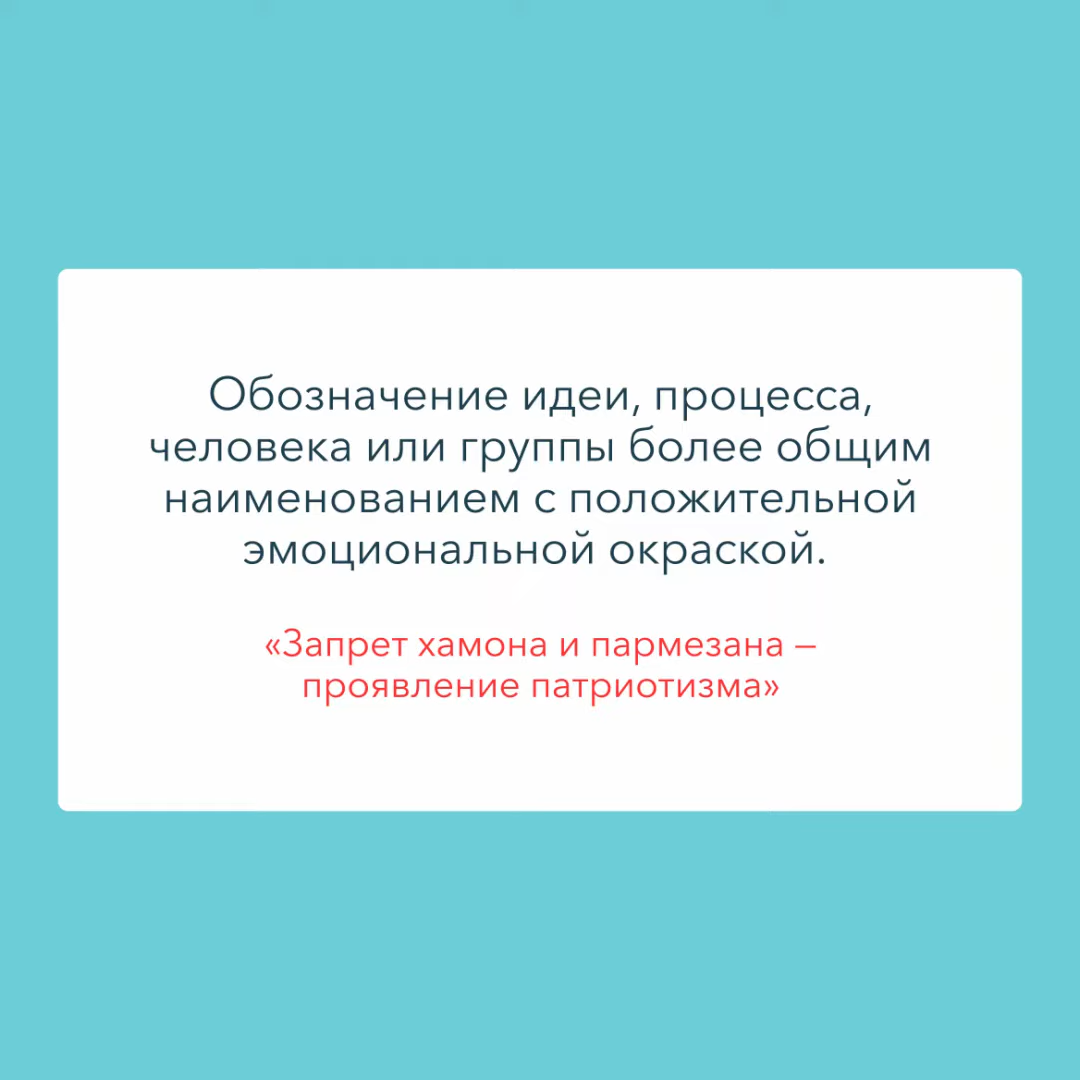 Обозначение идеи, процесса,
человека или группы более общим
наименованием с положительной
эмоциональной окраской.
«Запрет хамона и пармезана —
проявление патриотизма»